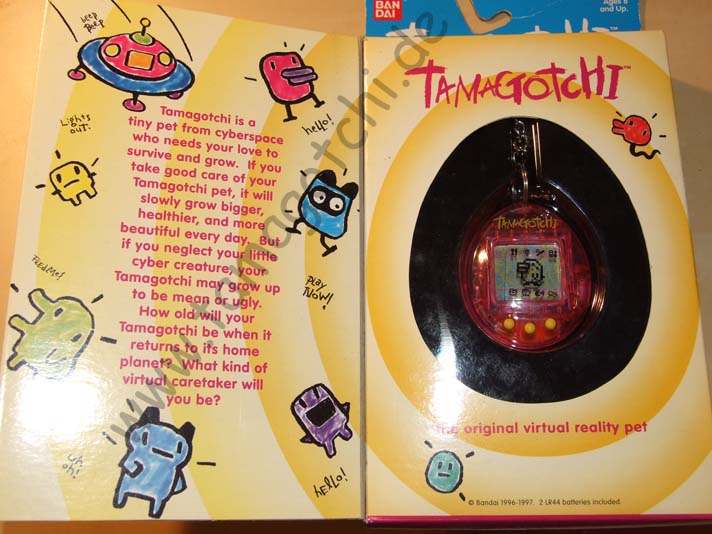 beep
peep
Lights
out.
hello!
Tamagotchi is a
tiny pet from cyberspace
who needs your love to
survive and grow. If you
take good care of your
Tamagotchi pet, it will
slowly grow bigger,
healthier, and more
beautiful every day. But
if you neglect your little
cyber creature, your
Tamagotchi may grow up
to be mean or ugly.
How old will your
Tamagotchi be when it
returns to its home
planet? What kind of
virtual caretaker will
you be?
FEED Me!
PLAY
NOW!
uh
oh!
hELLO!
BAN
DAI
Ages 8
and Up.
TAMAGOTCHI™
TAMAGOTCHI
the original virtual reality pet
© Bandai 1996-1997. 2 LR44 batteries included.
www.tamagotchi.de